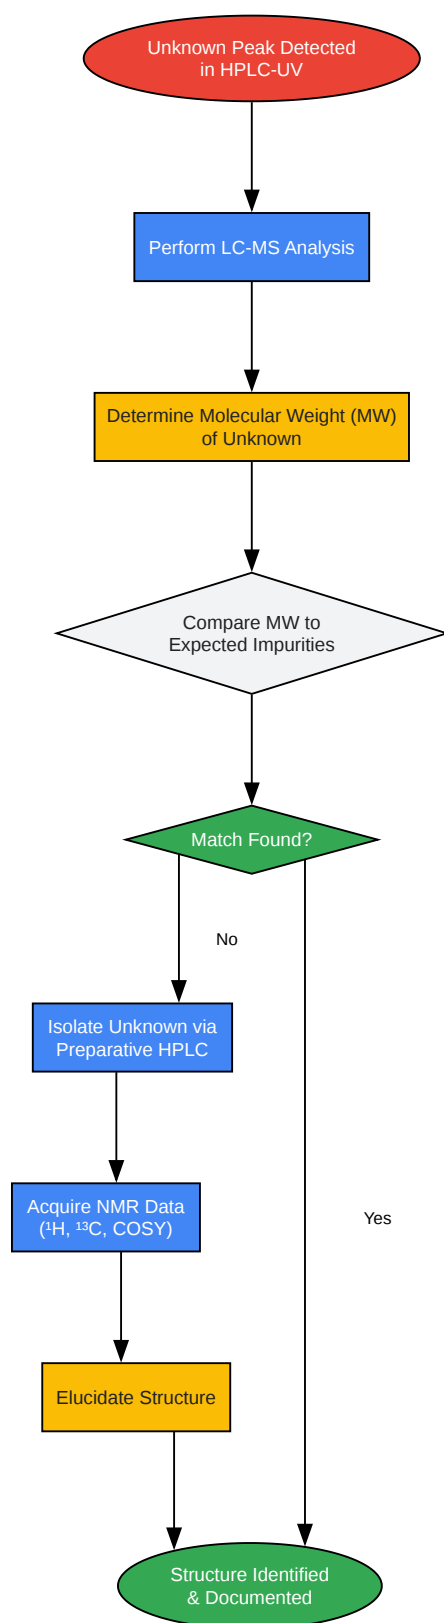 Unknown Peak Detected
in HPLC-UV
Perform LC-MS Analysis
Determine Molecular Weight (MW)
of Unknown
Compare MW to
Expected Impurities
Match Found?
No
Isolate Unknown via
Preparative HPLC
Acquire NMR Data
(¹H, ¹³C, COSY)
Yes
Elucidate Structure
Structure Identified
& Documented